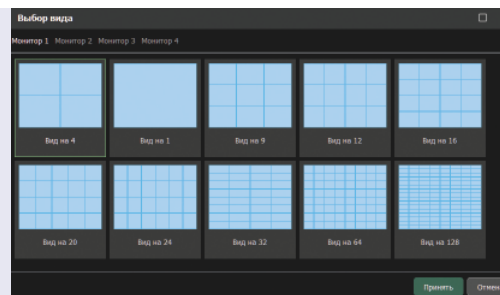 Выбор вида
Монитор 1 Монитор 2 Монитор 3 Монитор 4
Вид на 4 Вид на 1 Вид на 9 Вид на 12 Вид на 16
Вид на 20 Вид на 24 Вид на 32 Вид на 64 Вид на 128
Принять Отмен